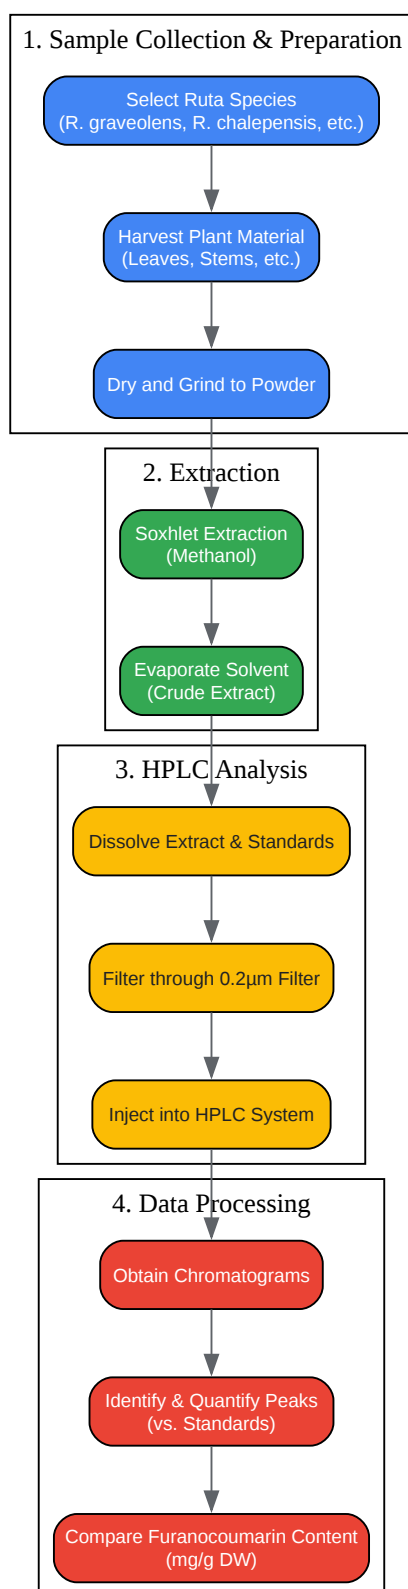 1. Sample Collection & Preparation
Select Ruta Species
(R. graveolens, R. chalepensis, etc.)
Harvest Plant Material
(Leaves, Stems, etc.)
Dry and Grind to Powder
2. Extraction
Soxhlet Extraction
(Methanol)
Evaporate Solvent
(Crude Extract)
3. HPLC Analysis
Dissolve Extract & Standards
Filter through 0.2µm Filter
Inject into HPLC System
4. Data Processing
Obtain Chromatograms
Identify & Quantify Peaks
(vs. Standards)
Compare Furanocoumarin Content
(mg/g DW)